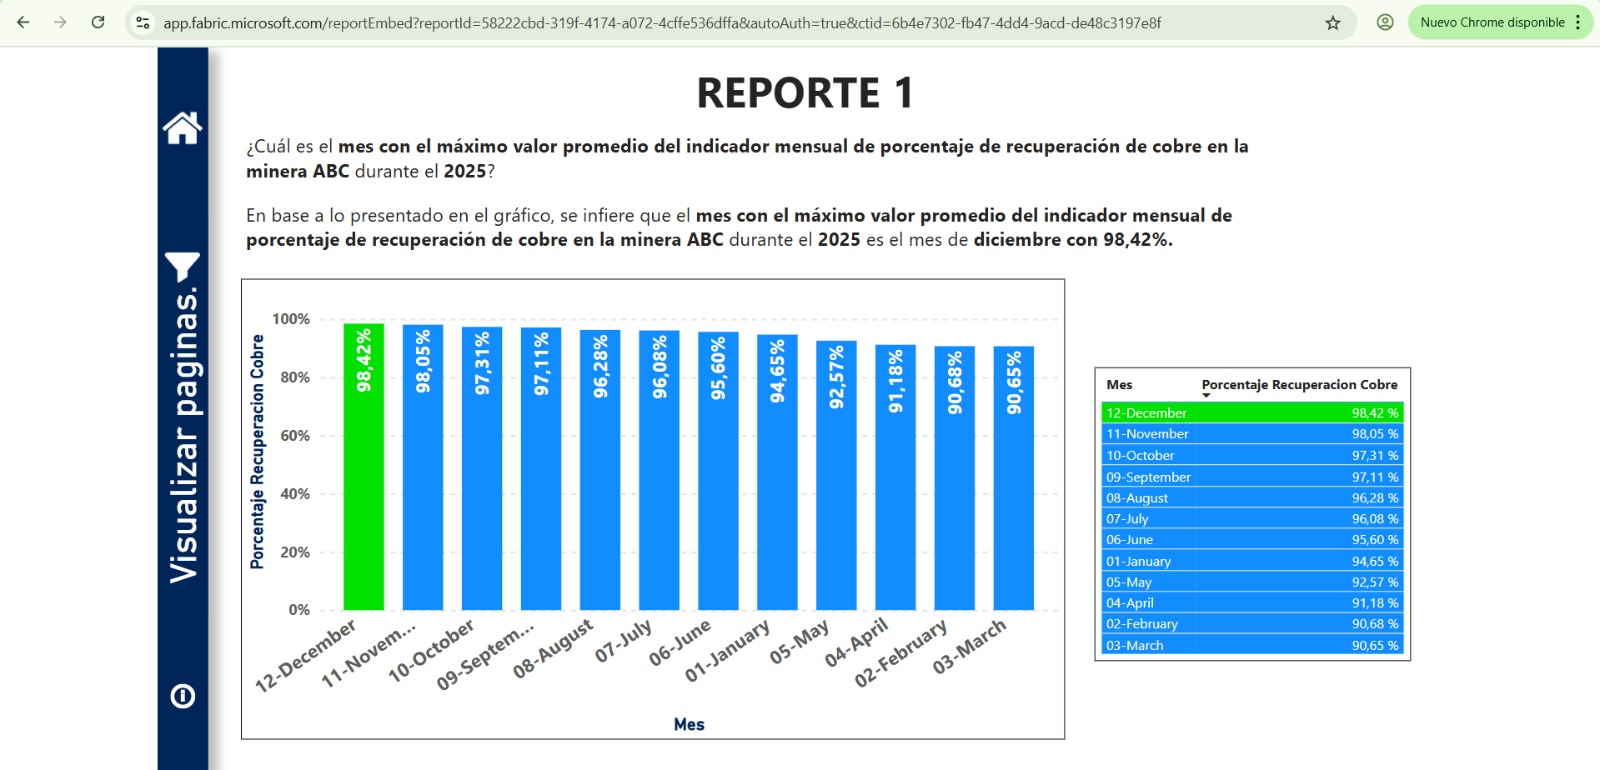 app.fabric.microsoft.com/reportEmbed?reportId=58222cbd-319f-4174-a072-4cffe536dffa&autoAuth=true&ctid=6b4e7302-fb47-4dd4-9acd-de48c3197e8f
Nuevo Chrome disponible
Visualizar paginas.
REPORTE 1
¿Cuál es el mes con el máximo valor promedio del indicador mensual de porcentaje de recuperación de cobre en la
minera ABC durante el 2025?
En base a lo presentado en el gráfico, se infiere que el mes con el máximo valor promedio del indicador mensual de
porcentaje de recuperación de cobre en la minera ABC durante el 2025 es el mes de diciembre con 98,42%.
Porcentaje Recuperacion Cobre
100%
80%
60%
40%
20%
0%
98,42%
98,05%
97,31%
97,11%
96,28%
96,08%
95,60%
94,65%
92,57%
91,18%
90,68%
90,65%
12-December
11-Novem...
10-October
09-Septem...
08-August
07-July
06-June
01-January
05-May
04-April
02-February
03-March
Mes
Mes Porcentaje Recuperacion Cobre
12-December 98,42 %
11-November 98,05 %
10-October 97,31 %
09-September 97,11 %
08-August 96,28 %
07-July 96,08 %
06-June 95,60 %
01-January 94,65 %
05-May 92,57 %
04-April 91,18 %
02-February 90,68 %
03-March 90,65 %